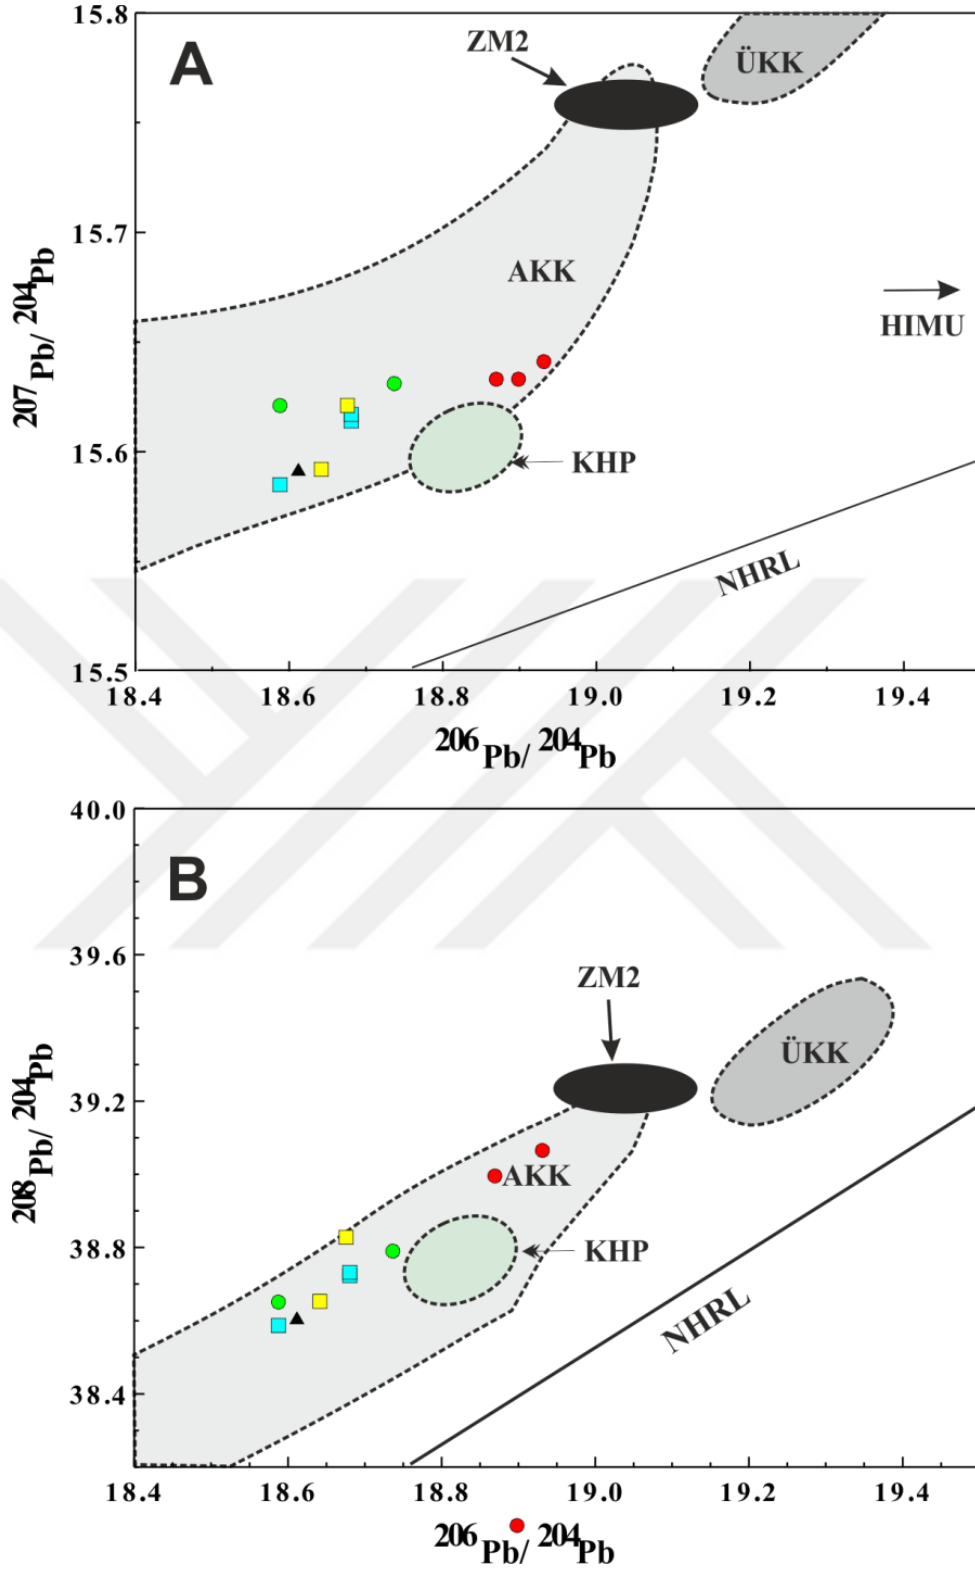 15.8
A
ZM2
ÜKK
15.7
AKK
HIMU
207Pb/ 204Pb
15.6
KHP
NHRL
15.5
18.4 18.6 18.8 19.0 19.2 19.4
206Pb/ 204Pb
40.0
B
39.6
ZM2
ÜKK
39.2
AKK
208Pb/ 204Pb
38.8
KHP
NHRL
38.4
18.4 18.6 18.8 19.0 19.2 19.4
206Pb/ 204Pb